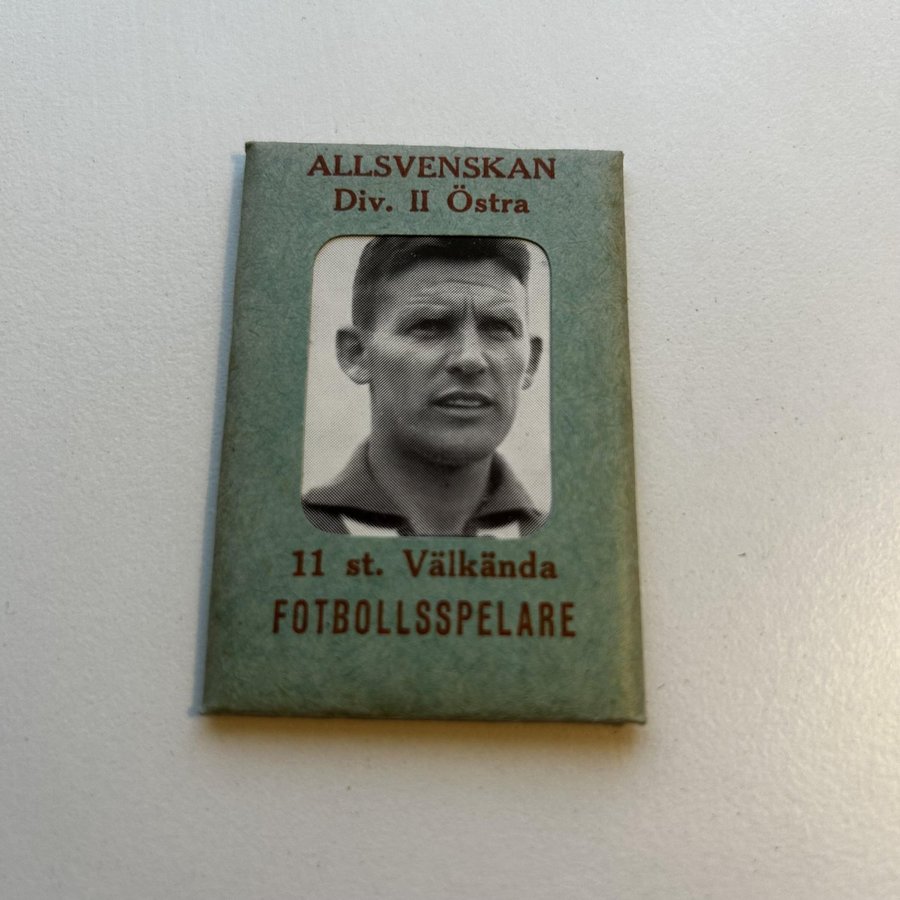 ALLSVENSKAN
Div. II Östra
11 st. Välkända
FOTBOLLSSPELARE